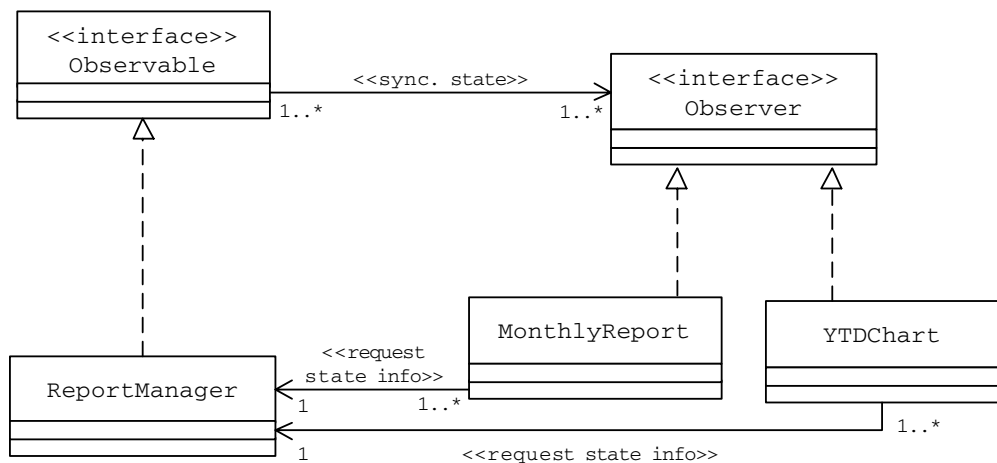 <<interface>>
Observable
<<sync. state>>
1..*
1..*
<<interface>>
Observer
MonthlyReport
YTDChart
ReportManager
<<request
state info>>
1
1..*
1..*
1
<<request state info>>